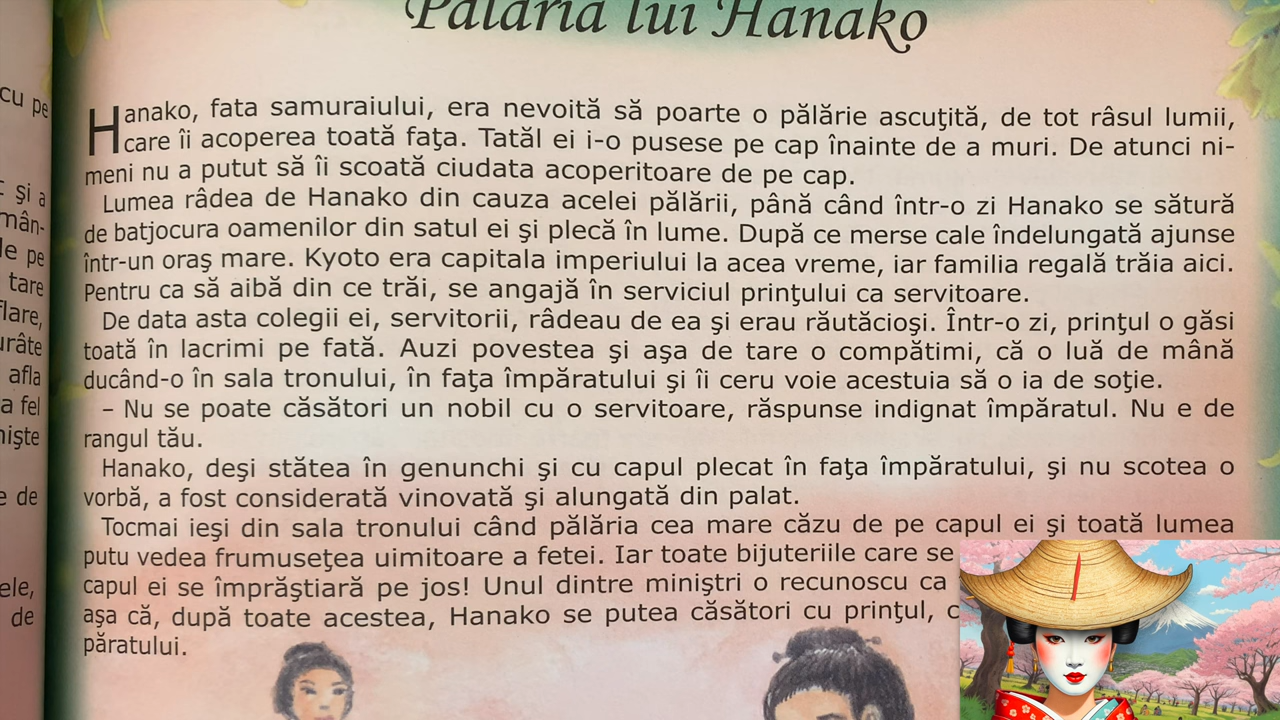 Pălăria lui Hanako
cu pe
Hanako, fata samuraiului, era nevoită să poarte o pălărie ascuţită, de tot râsul lumii,
care îi acoperea toată faţa. Tatăl ei i-o pusese pe cap înainte de a muri. De atunci ni-
meni nu a putut să îi scoată ciudata acoperitoare de pe cap.
Lumea râdea de Hanako din cauza acelei pălării, până când într-o zi Hanako se sătură
de batjocura oamenilor din satul ei şi plecă în lume. După ce merse cale îndelungată ajunse
într-un oraş mare. Kyoto era capitala imperiului la acea vreme, iar familia regală trăia aici.
Pentru ca să aibă din ce trăi, se angajă în serviciul prinţului ca servitoare.
De data asta colegii ei, servitorii, râdeau de ea şi erau răutăcioşi. Într-o zi, prinţul o găsi
toată în lacrimi pe fată. Auzi povestea şi aşa de tare o compătimi, că o luă de mână
ducând-o în sala tronului, în faţa împăratului şi îi ceru voie acestuia să o ia de soţie.
– Nu se poate căsători un nobil cu o servitoare, răspunse indignat împăratul. Nu e de
rangul tău.
Hanako, deşi stătea în genunchi şi cu capul plecat în faţa împăratului, şi nu scotea o
vorbă, a fost considerată vinovată şi alungată din palat.
Tocmai ieşi din sala tronului când pălăria cea mare căzu de pe capul ei şi toată lumea
putu vedea frumuseţea uimitoare a fetei. Iar toate bijuteriile care se
capul ei se împrăştiară pe jos! Unul dintre miniştri o recunoscu ca
aşa că, după toate acestea, Hanako se putea căsători cu prinţul,
păratului.
şi a
mân-
de pe
tare
flare,
urâte
afla
a fel
nişte
e de
ele,
de